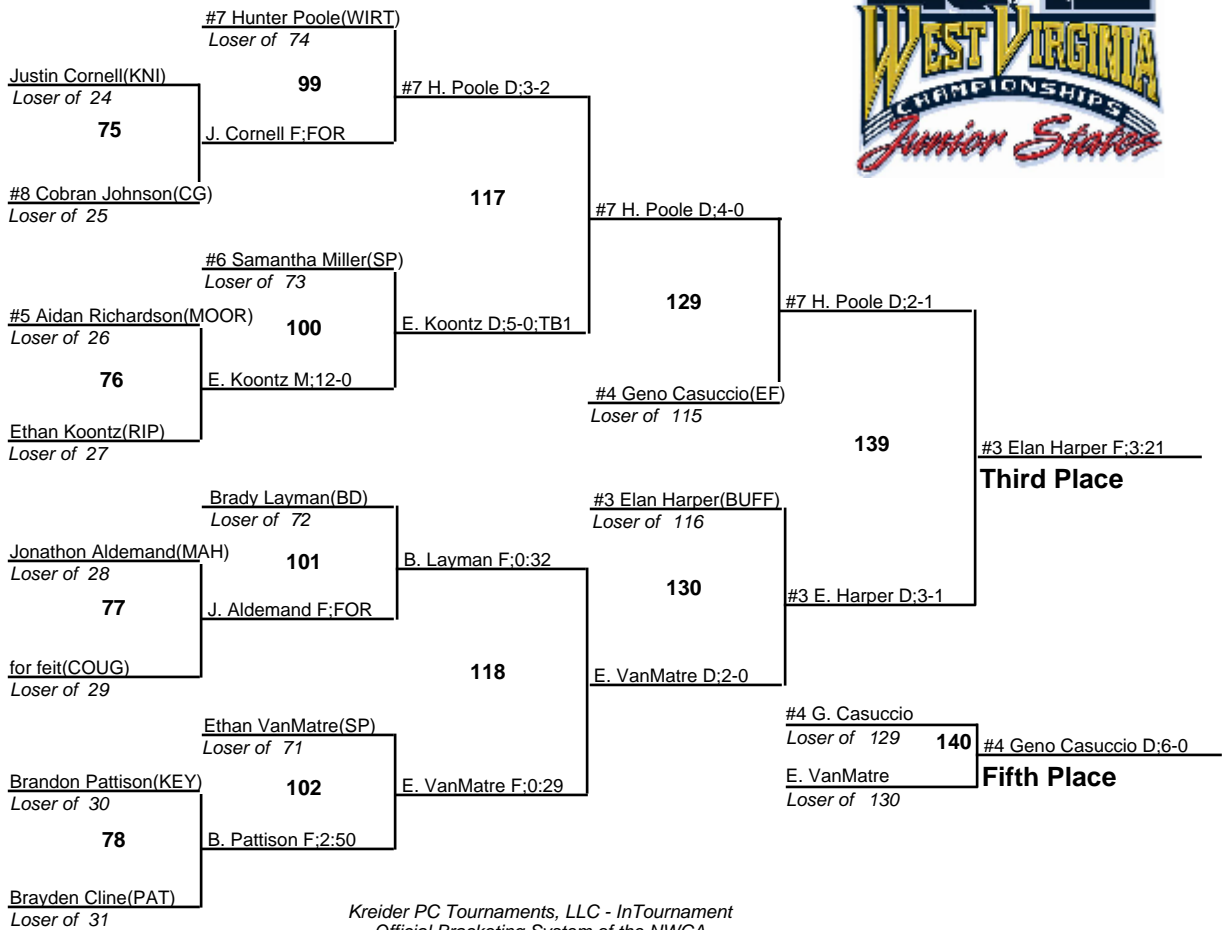 WEST VIRGINIA
CHAMPIONSHIPS
Junior States
#7 Hunter Poole(WIRT)
Loser of 74
Justin Cornell(KNI)
Loser of 24
99
#7 H. Poole D;3-2
75
J. Cornell F;FOR
#8 Cobran Johnson(CG)
Loser of 25
117
#7 H. Poole D;4-0
#6 Samantha Miller(SP)
Loser of 73
#5 Aidan Richardson(MOOR)
Loser of 26
100
E. Koontz D;5-0;TB1
129
#7 H. Poole D;2-1
76
E. Koontz M;12-0
#4 Geno Casuccio(EF)
Loser of 115
Ethan Koontz(RIP)
Loser of 27
139
#3 Elan Harper F;3:21
Third Place
Brady Layman(BD)
Loser of 72
#3 Elan Harper(BUFF)
Loser of 116
Jonathon Aldemand(MAH)
Loser of 28
101
B. Layman F;0:32
130
#3 E. Harper D;3-1
77
J. Aldemand F;FOR
for feit(COUG)
Loser of 29
118
E. VanMatre D;2-0
Ethan VanMatre(SP)
Loser of 71
#4 G. Casuccio
Loser of 129
140
#4 Geno Casuccio D;6-0
Fifth Place
E. VanMatre
Loser of 130
Brandon Pattison(KEY)
Loser of 30
102
E. VanMatre F;0:29
78
B. Pattison F;2:50
Brayden Cline(PAT)
Loser of 31
Kreider PC Tournaments, LLC - InTournament
Official Bracketing System of the NWCA